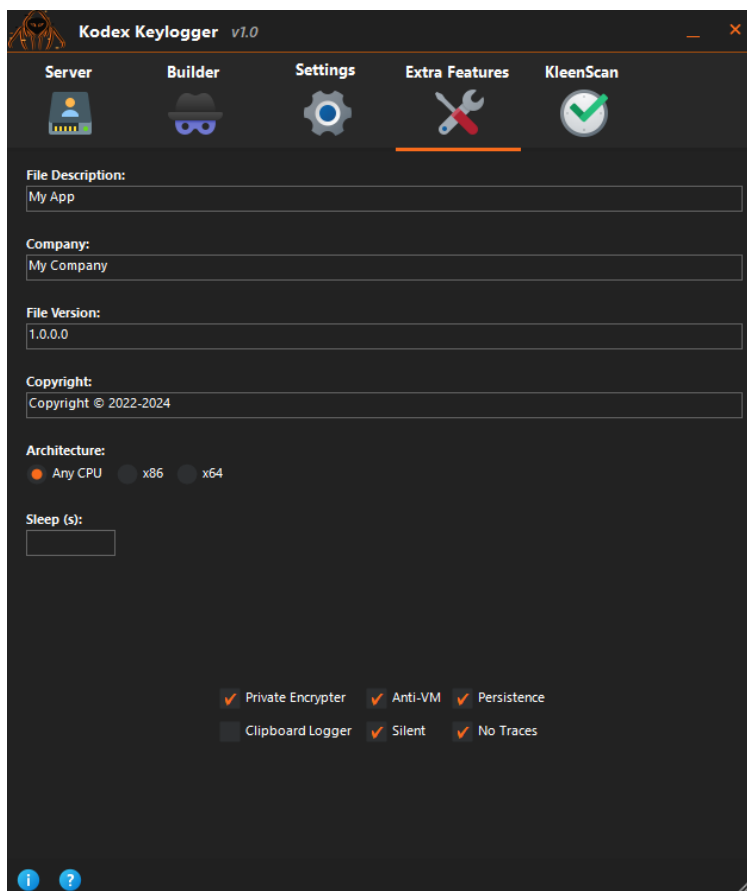 Kodex Keylogger v1.0
Server Builder Settings Extra Features KleenScan
File Description:
My App
Company:
My Company
File Version:
1.0.0.0
Copyright:
Copyright © 2022-2024
Architecture:
Any CPU x86 x64
Sleep (s):
Private Encrypter Anti-VM Persistence
Clipboard Logger Silent No Traces